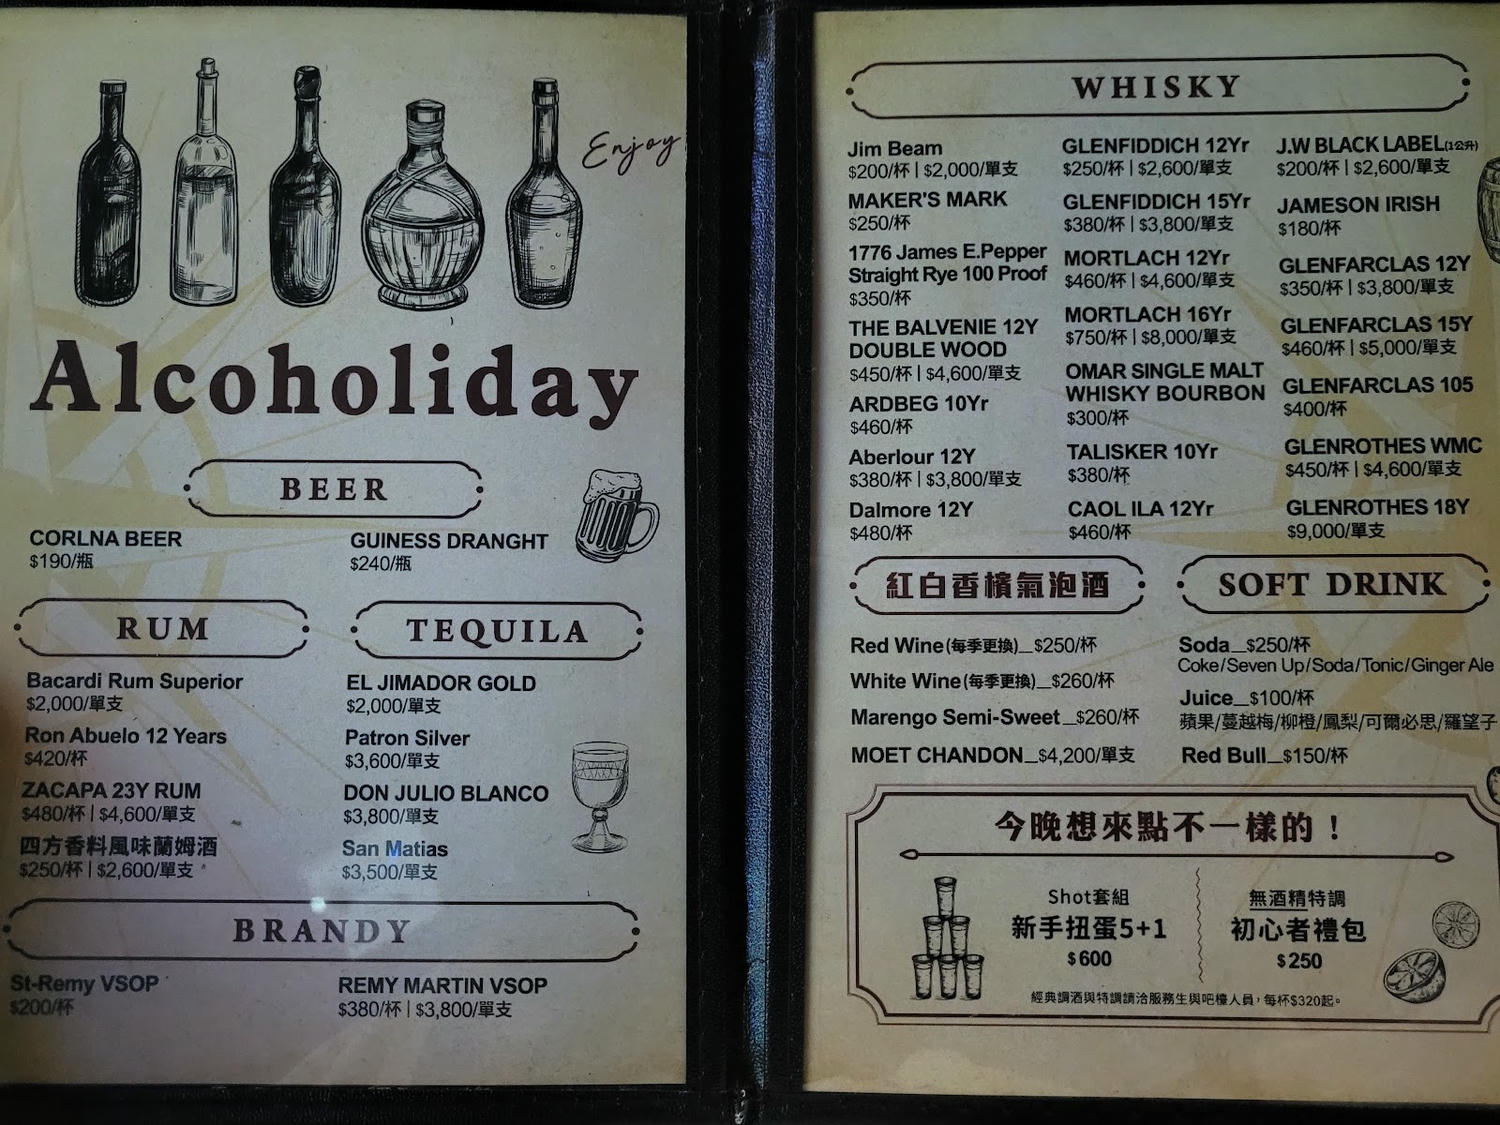 Enjoy
Alcoholiday
BEER
CORLNA BEER
$190/瓶
GUINESS DRANGHT
$240/瓶
RUM
Bacardi Rum Superior
$2,000/單支
Ron Abuelo 12 Years
$420/杯
ZACAPA 23Y RUM
$480/杯 | $4,600/單支
四方香料風味蘭姆酒
$250/杯 | $2,600/單支
TEQUILA
EL JIMADOR GOLD
$2,000/單支
Patron Silver
$3,600/單支
DON JULIO BLANCO
$3,800/單支
San Matias
$3,500/單支
BRANDY
St-Remy VSOP
$200/杯
REMY MARTIN VSOP
$380/杯 | $3,800/單支
WHISKY
Jim Beam
$200/杯 | $2,000/單支
MAKER'S MARK
$250/杯
1776 James E.Pepper
Straight Rye 100 Proof
$350/杯
THE BALVENIE 12Y
DOUBLE WOOD
$450/杯 | $4,600/單支
ARDBEG 10Yr
$460/杯
Aberlour 12Y
$380/杯 | $3,800/單支
Dalmore 12Y
$480/杯
GLENFIDDICH 12Yr
$250/杯 | $2,600/單支
GLENFIDDICH 15Yr
$380/杯 | $3,800/單支
MORTLACH 12Yr
$460/杯 | $4,600/單支
MORTLACH 16Yr
$750/杯 | $8,000/單支
OMAR SINGLE MALT
WHISKY BOURBON
$300/杯
TALISKER 10Yr
$380/杯
CAOL ILA 12Yr
$460/杯
J.W BLACK LABEL(1公升)
$200/杯 | $2,600/單支
JAMESON IRISH
$180/杯
GLENFARCLAS 12Y
$350/杯 | $3,800/單支
GLENFARCLAS 15Y
$460/杯 | $5,000/單支
GLENFARCLAS 105
$400/杯
GLENROTHES WMC
$450/杯 | $4,600/單支
GLENROTHES 18Y
$9,000/單支
紅白香檳氣泡酒
Red Wine(每季更換)_$250/杯
White Wine(每季更換)_$260/杯
Marengo Semi-Sweet_$260/杯
MOET CHANDON_$4,200/單支
SOFT DRINK
Soda_$250/杯
Coke/Seven Up/Soda/Tonic/Ginger Ale
Juice_$100/杯
蘋果/蔓越梅/柳橙/鳳梨/可爾必思/羅望子
Red Bull_$150/杯
今晚想來點不一樣的！
Shot套組
新手扭蛋5+1
$600
無酒精特調
初心者禮包
$250
經典調酒與特調請洽服務生與吧檯人員，每杯$320起。